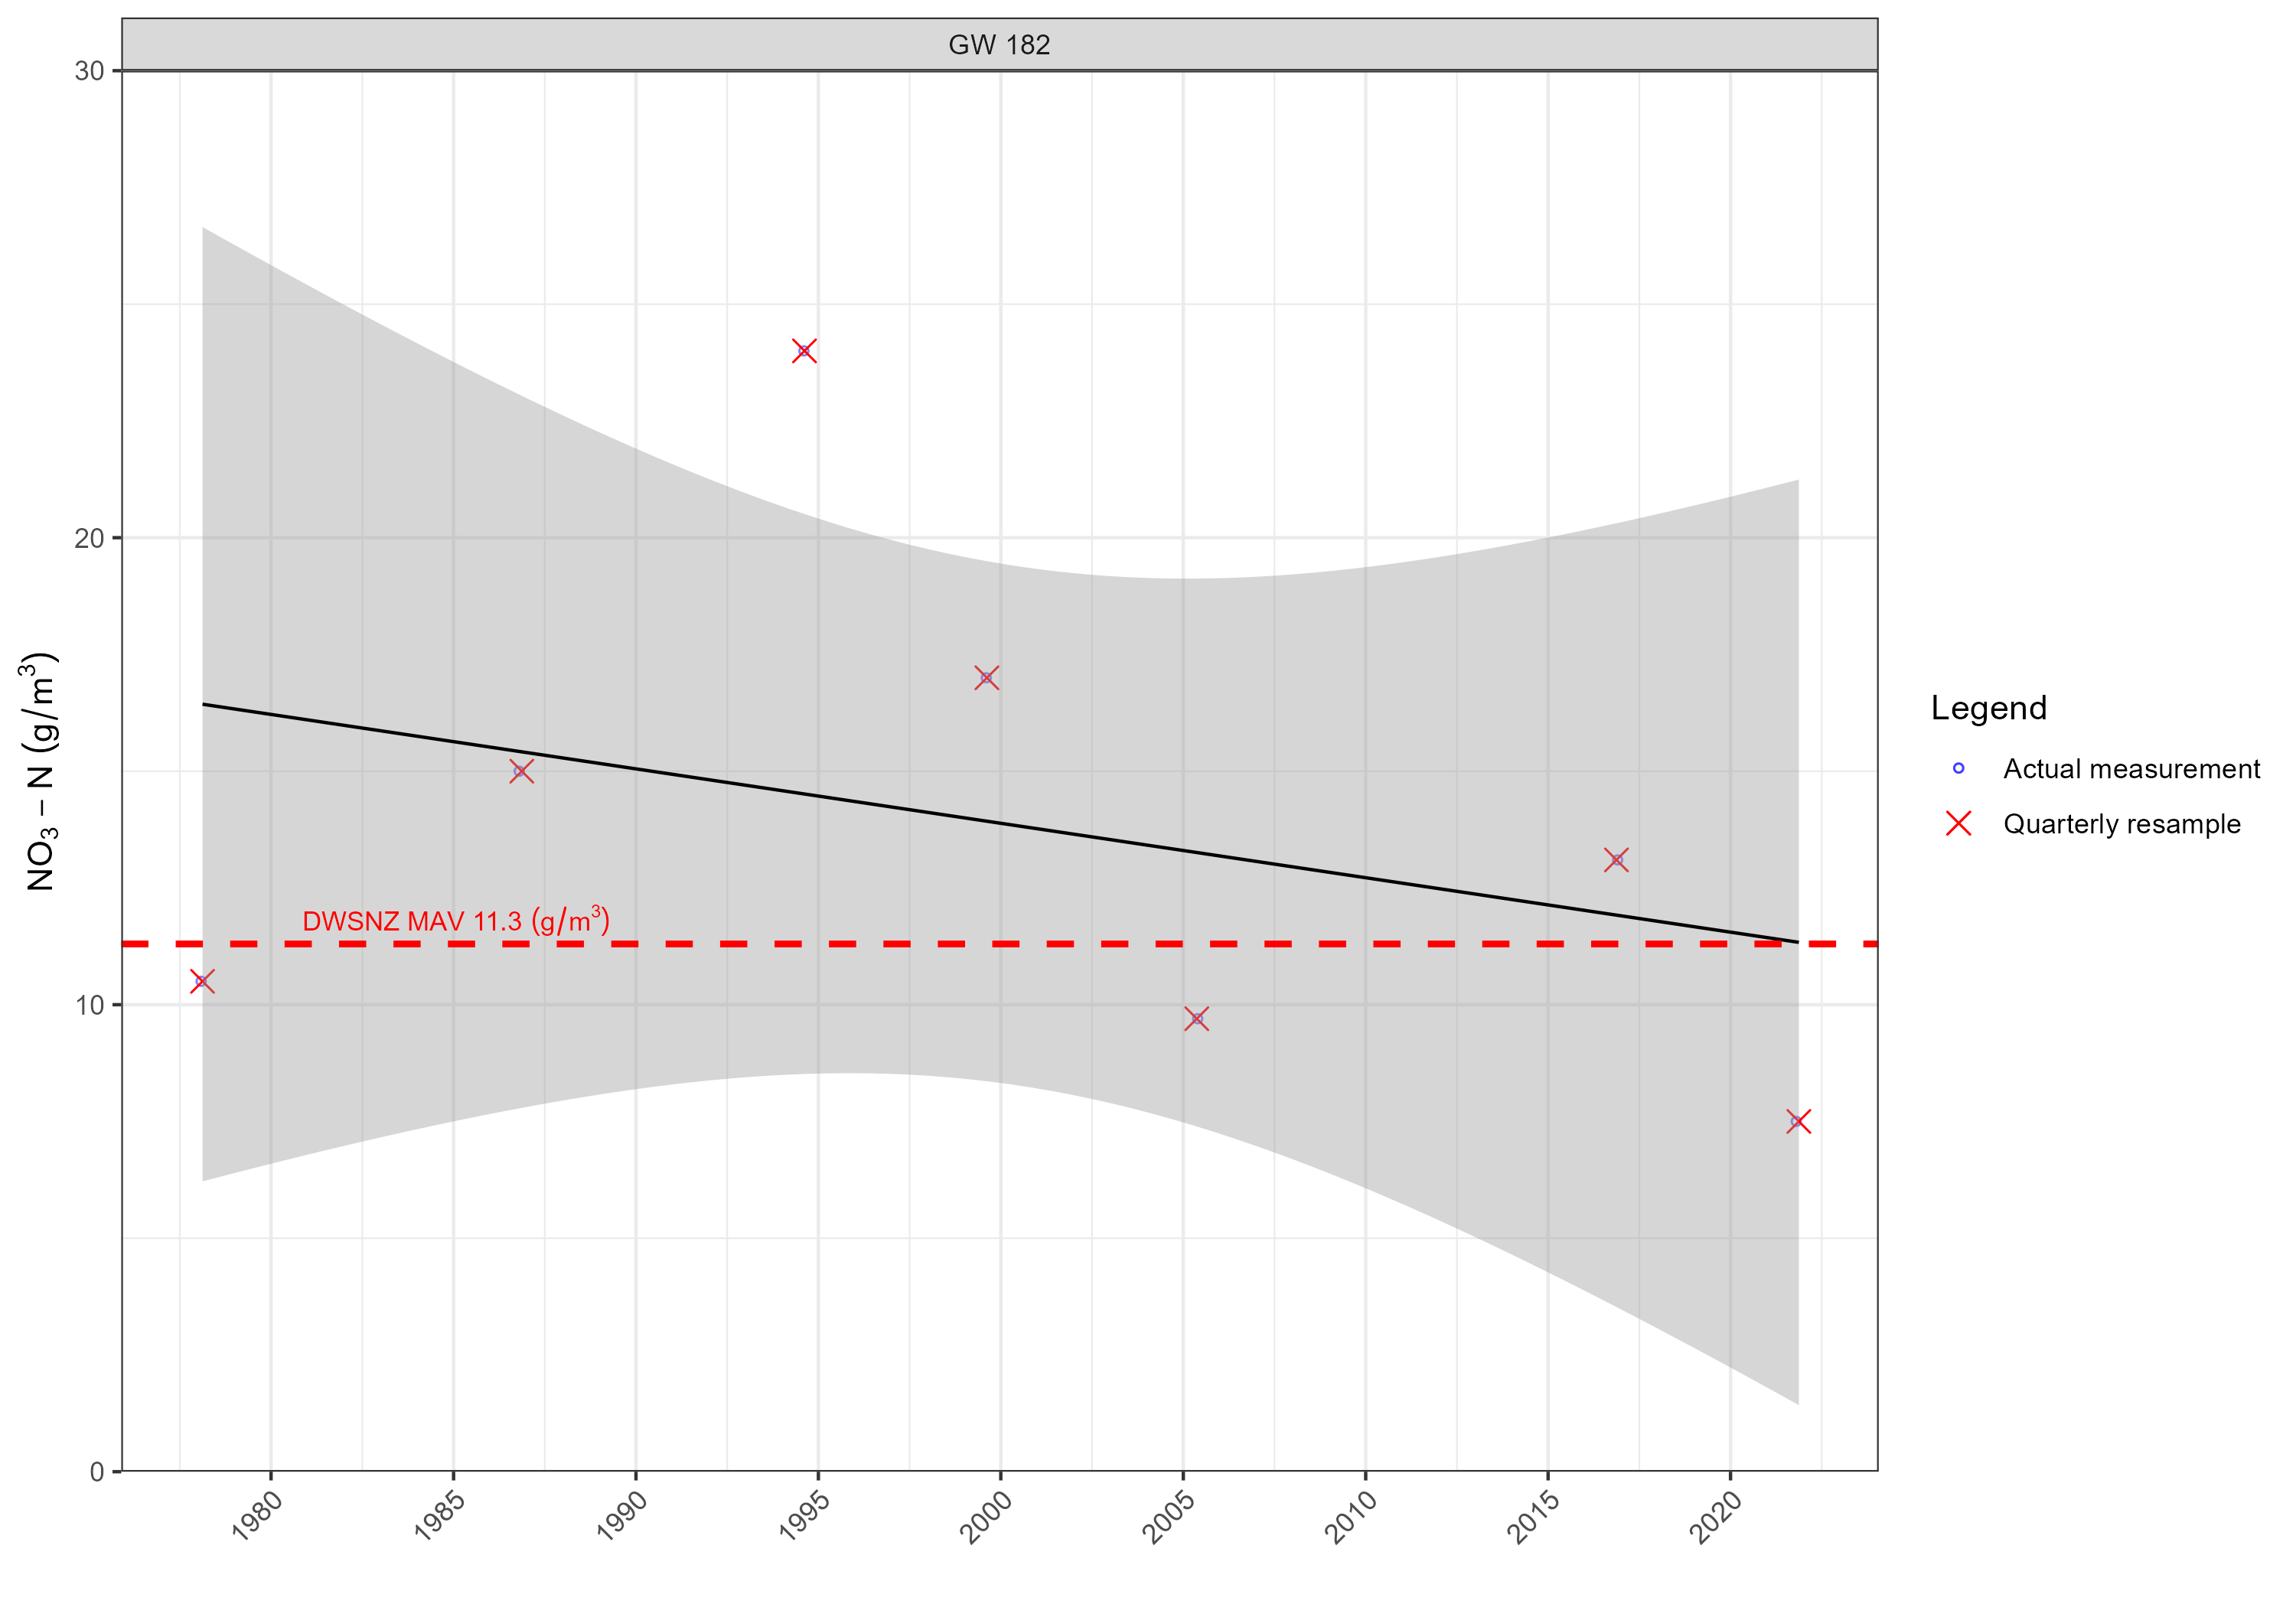 GW 182
30
20
10
0
NO₃ – N (g/m³)
DWSNZ MAV 11.3 (g/m³)
1980
1985
1990
1995
2000
2005
2010
2015
2020
Legend
Actual measurement
Quarterly resample